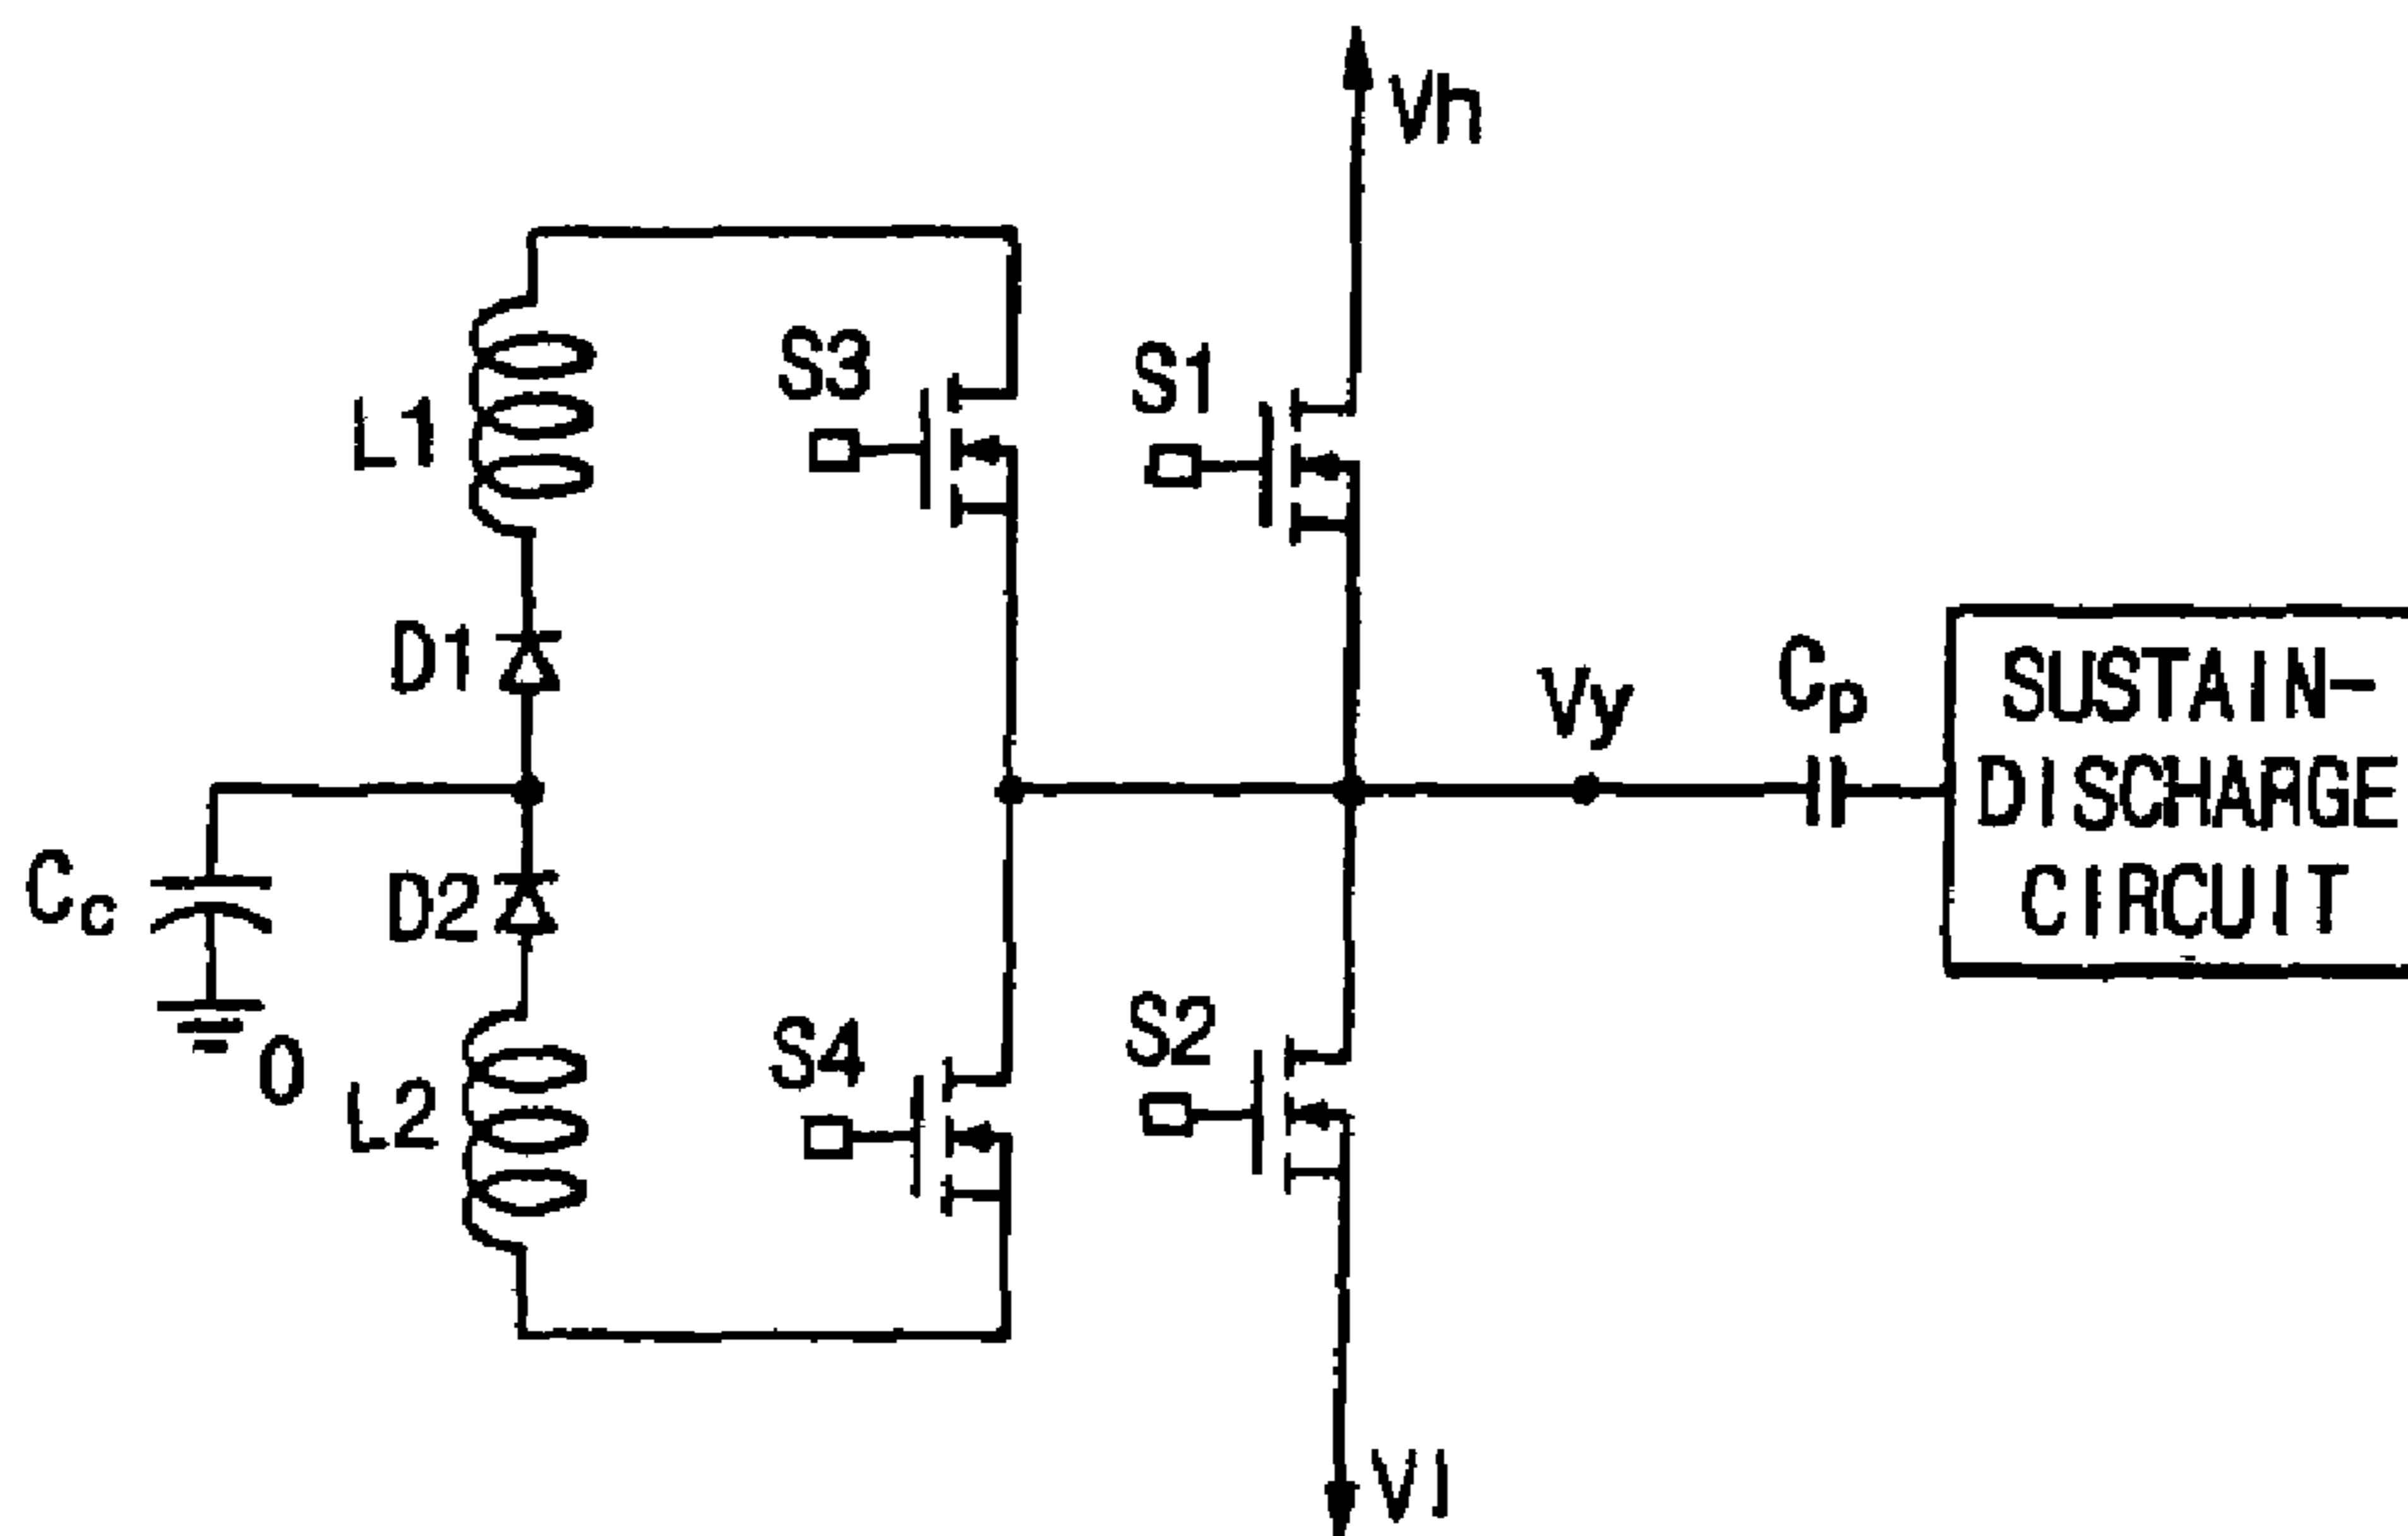 Vh
S3
S1
L1
D1
Vy
Cp
SUSTAIN-
DISCHARGE
CIRCUIT
Cc
D2
S4
S2
0
L2
Vl